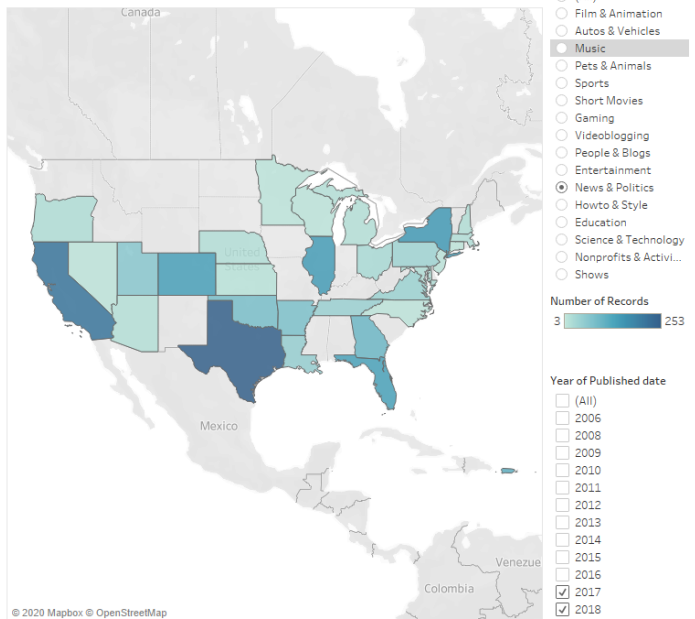 Canada
United
States
Mexico
Venezue
Colombia
© 2020 Mapbox © OpenStreetMap
Film & Animation
Autos & Vehicles
Music
Pets & Animals
Sports
Short Movies
Gaming
Videoblogging
People & Blogs
Entertainment
News & Politics
Howto & Style
Education
Science & Technology
Nonprofits & Activi...
Shows
Number of Records
3 253
Year of Published date
(All)
2006
2008
2009
2010
2011
2012
2013
2014
2015
2016
2017
2018